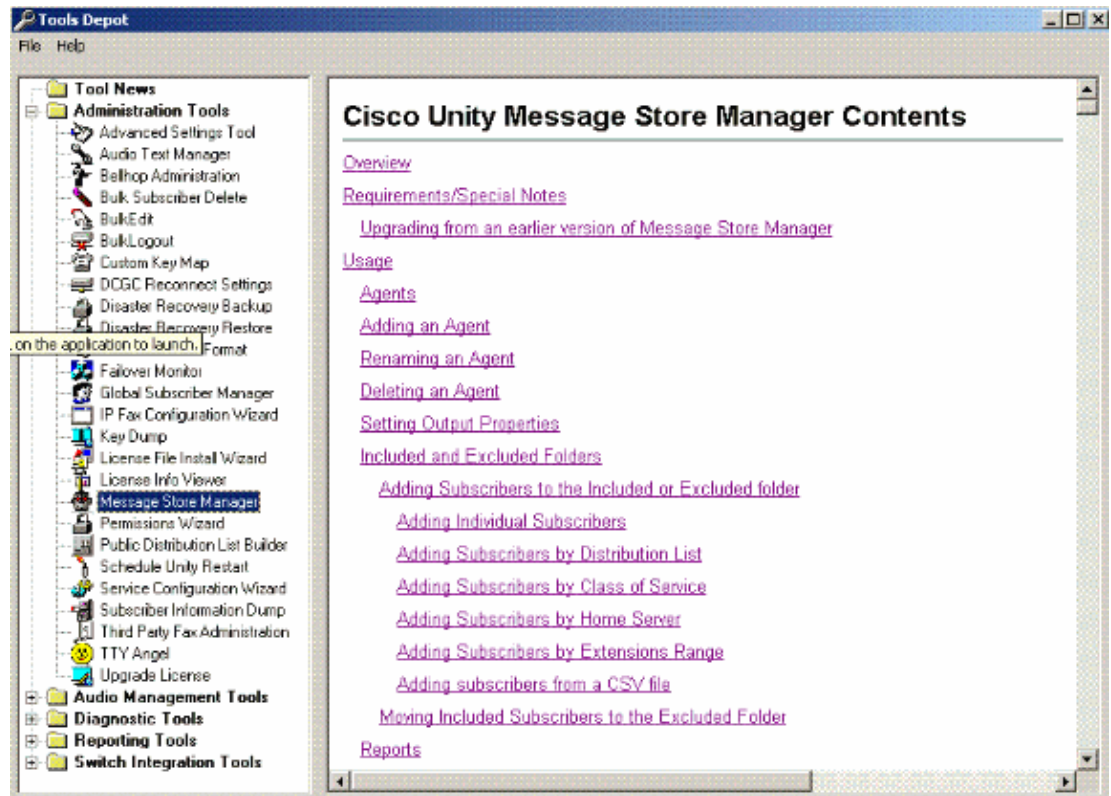 Tools Depot
File Help
Tool News
Administration Tools
Advanced Settings Tool
Audio Text Manager
Bellhop Administration
Bulk Subscriber Delete
BulkEdit
BulkLogout
Custom Key Map
DCGC Reconnect Settings
Disaster Recovery Backup
Disaster Recovery Restore
on the application to launch.
Format
Failover Monitor
Global Subscriber Manager
IP Fax Configuration Wizard
Key Dump
License File Install Wizard
License Info Viewer
Message Store Manager
Permissions Wizard
Public Distribution List Builder
Schedule Unity Restart
Service Configuration Wizard
Subscriber Information Dump
Third Party Fax Administration
TTY Angel
Upgrade License
Audio Management Tools
Diagnostic Tools
Reporting Tools
Switch Integration Tools
Cisco Unity Message Store Manager Contents
Overview
Requirements/Special Notes
Upgrading from an earlier version of Message Store Manager
Usage
Agents
Adding an Agent
Renaming an Agent
Deleting an Agent
Setting Output Properties
Included and Excluded Folders
Adding Subscribers to the Included or Excluded folder
Adding Individual Subscribers
Adding Subscribers by Distribution List
Adding Subscribers by Class of Service
Adding Subscribers by Home Server
Adding Subscribers by Extensions Range
Adding subscribers from a CSV file
Moving Included Subscribers to the Excluded Folder
Reports